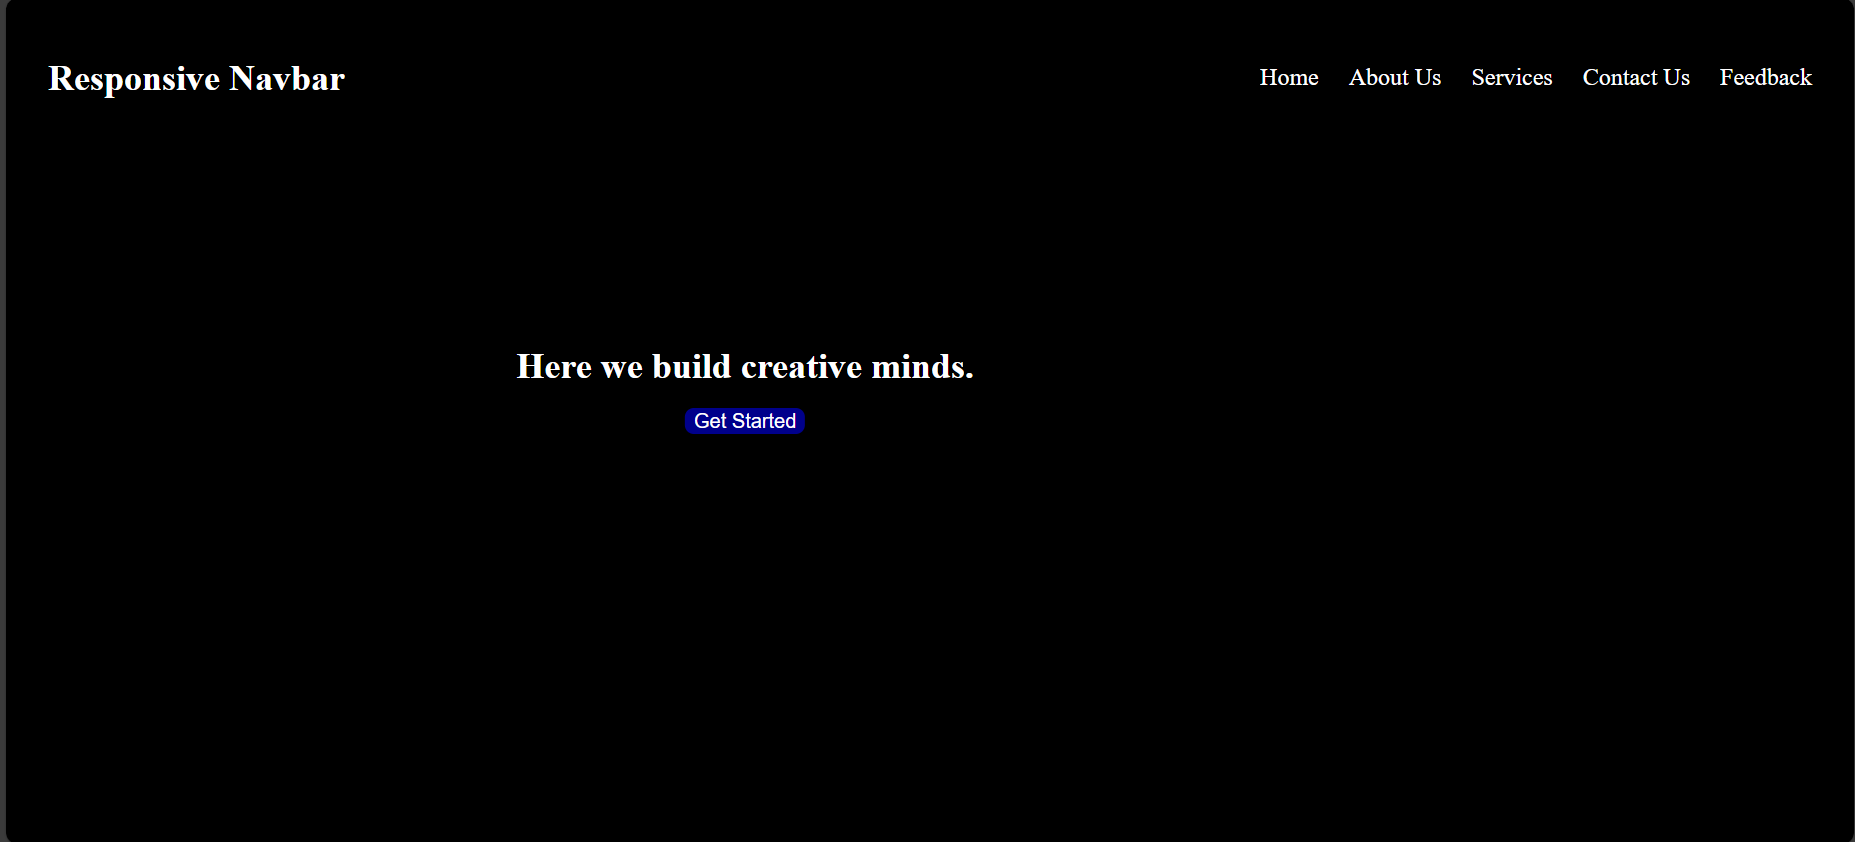 Responsive Navbar
Home About Us Services Contact Us Feedback
Here we build creative minds.
Get Started